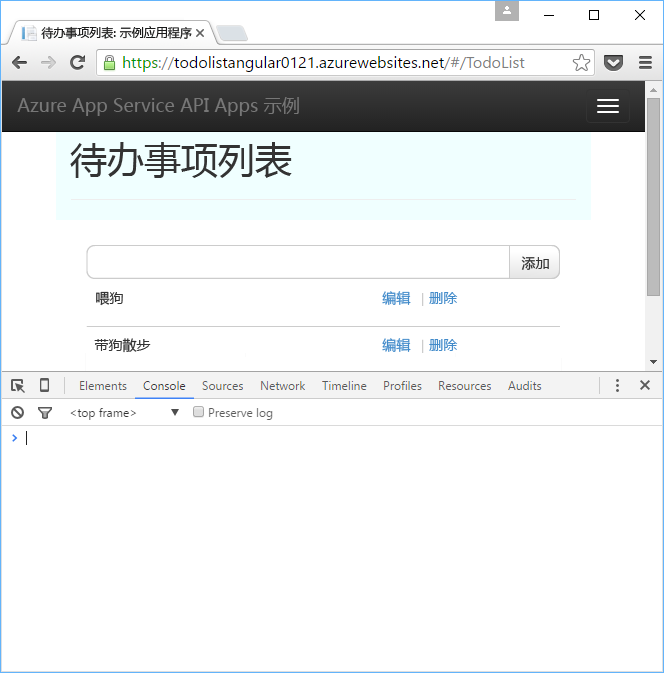 待办事项列表: 示例应用程序
https://todolistangular0121.azurewebsites.net/#/TodoList
Azure App Service API Apps 示例
待办事项列表
添加
喂狗 编辑 | 删除
带狗散步 编辑 | 删除
Elements Console Sources Network Timeline Profiles Resources Audits
<top frame> Preserve log